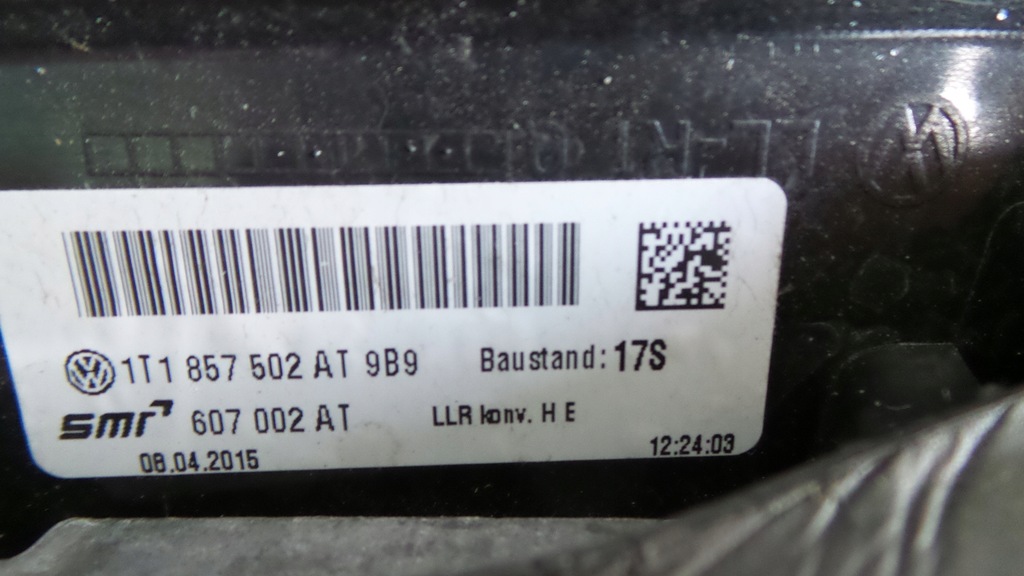 1T1 857 502 AT 9B9
Baustand: 17S
smr 607 002 AT
LLR konv. H E
08.04.2015
12:24:03